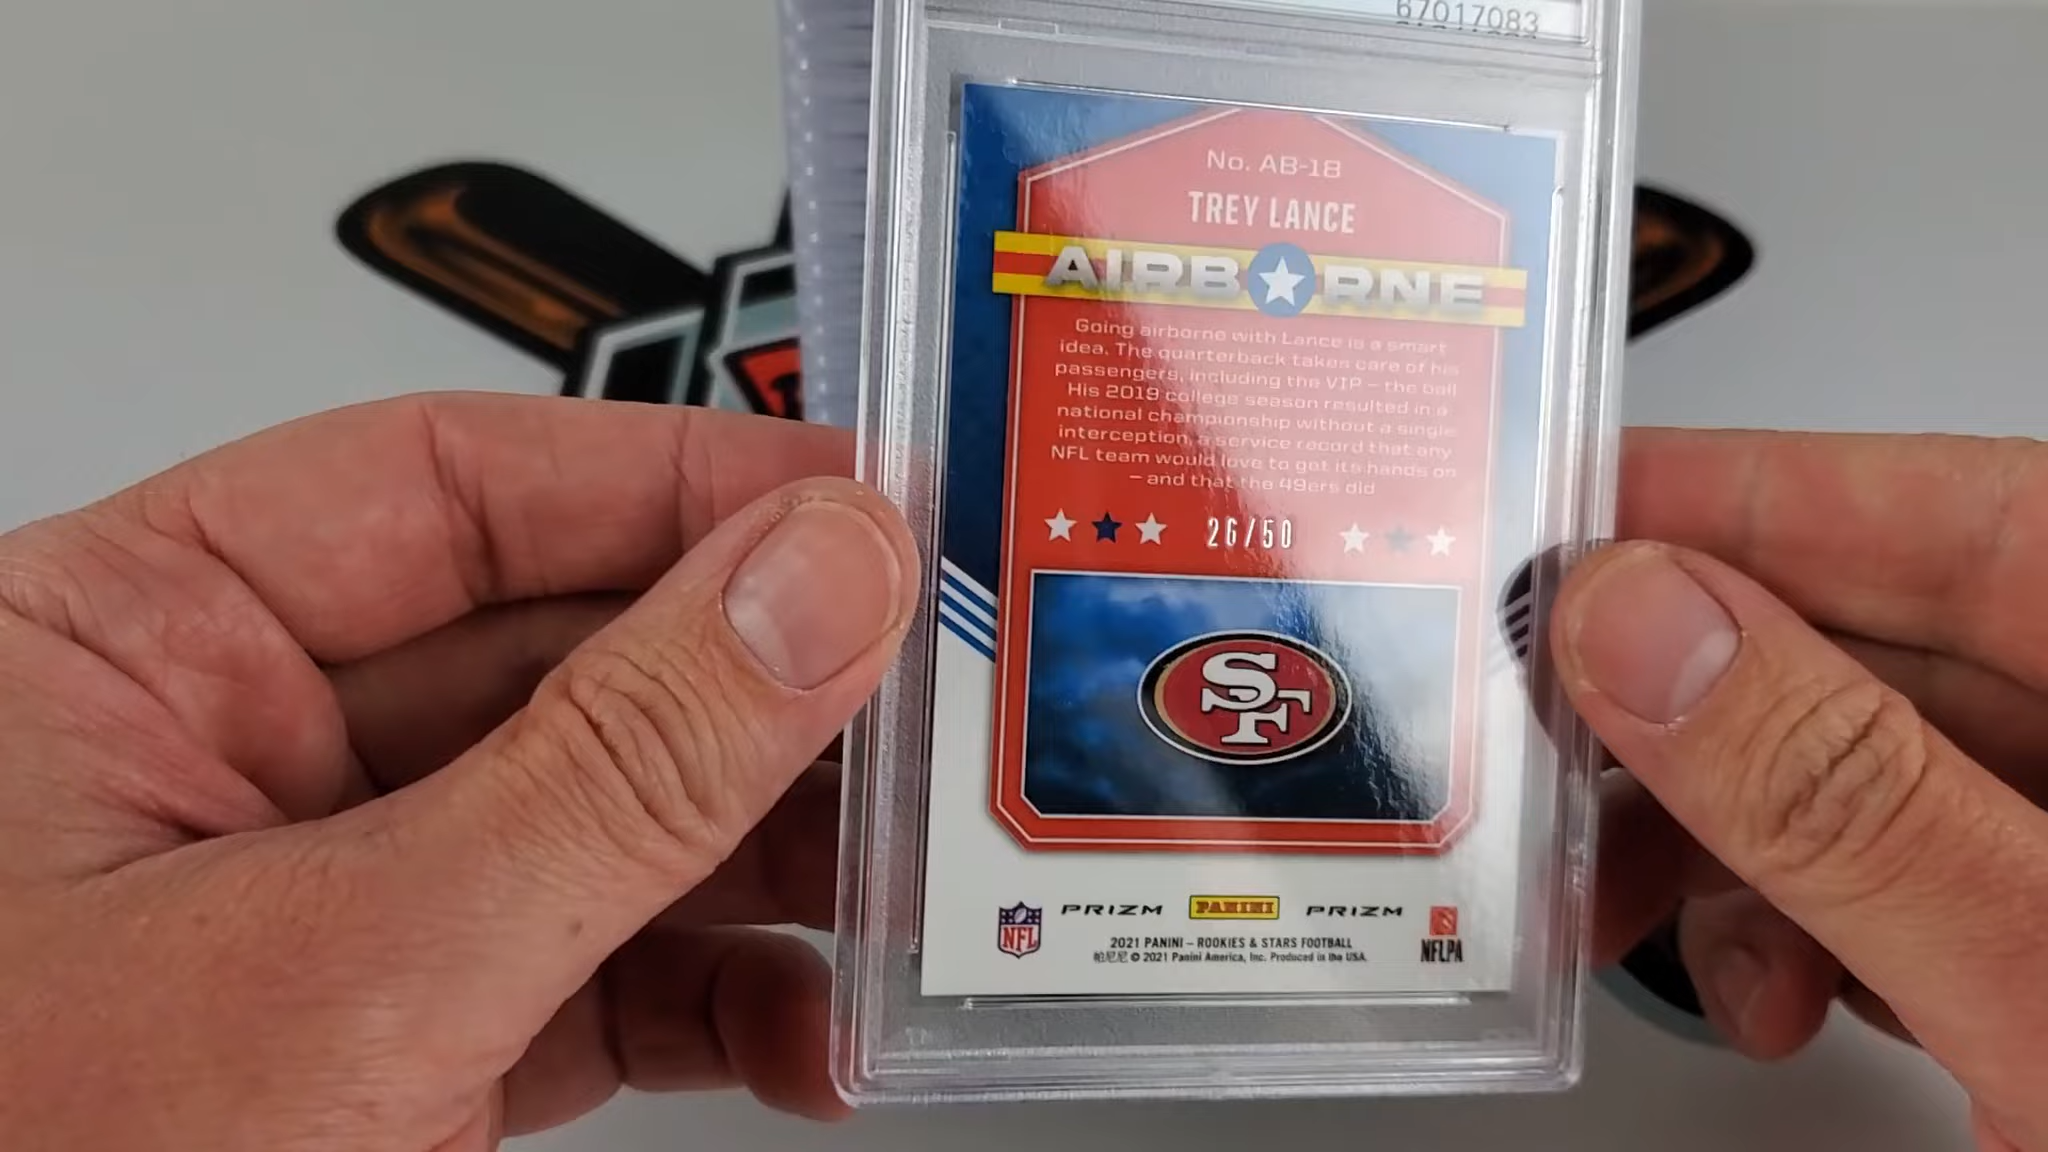 67017083
No. AB-18
TREY LANCE
AIRBORNE
Going airborne with Lance is a smart
idea. The quarterback takes care of his
passengers, including the VIP – the ball
His 2019 college season resulted in a
national championship without a single
interception, a service record that any
NFL team would love to get its hands on
– and that the 49ers did
26/50
SF
NFL PRIZM PANINI PRIZM
NFLPA
2021 PANINI – ROOKIES & STARS FOOTBALL
帕尼尼 © 2021 Panini America, Inc. Produced in the USA.